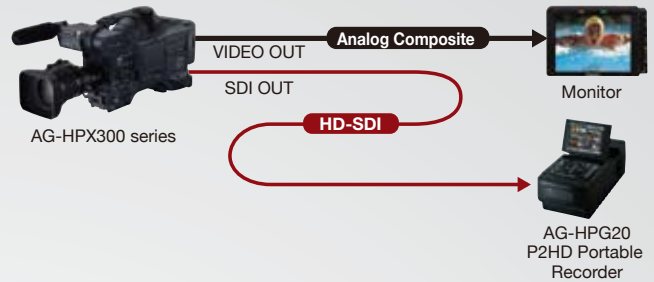 VIDEO OUT
Analog Composite
SDI OUT
Monitor
AG-HPX300 series
HD-SDI
AG-HPG20
P2HD Portable
Recorder